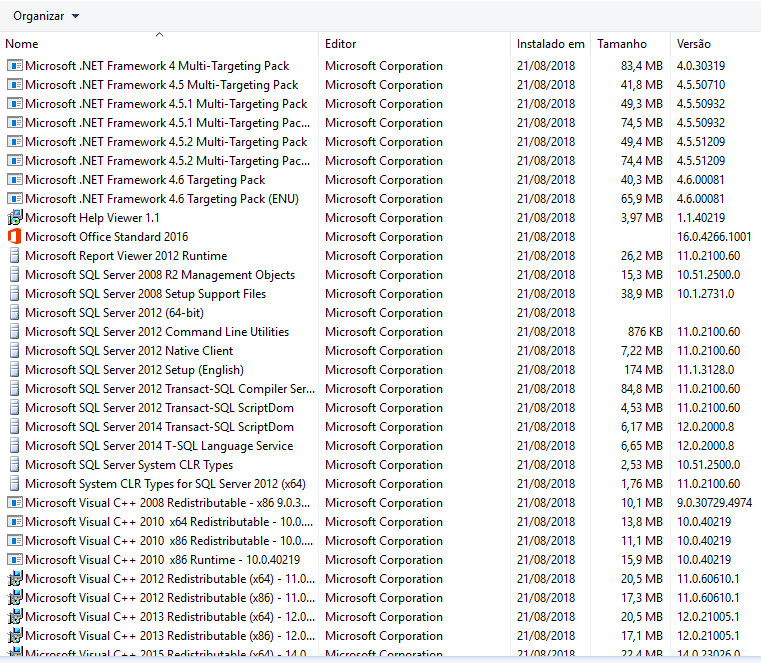 Organizar
Nome Editor Instalado em Tamanho Versão
Microsoft .NET Framework 4 Multi-Targeting Pack Microsoft Corporation 21/08/2018 83,4 MB 4.0.30319
Microsoft .NET Framework 4.5 Multi-Targeting Pack Microsoft Corporation 21/08/2018 41,8 MB 4.5.50710
Microsoft .NET Framework 4.5.1 Multi-Targeting Pack Microsoft Corporation 21/08/2018 49,3 MB 4.5.50932
Microsoft .NET Framework 4.5.1 Multi-Targeting Pac... Microsoft Corporation 21/08/2018 74,5 MB 4.5.50932
Microsoft .NET Framework 4.5.2 Multi-Targeting Pack Microsoft Corporation 21/08/2018 49,4 MB 4.5.51209
Microsoft .NET Framework 4.5.2 Multi-Targeting Pac... Microsoft Corporation 21/08/2018 74,4 MB 4.5.51209
Microsoft .NET Framework 4.6 Targeting Pack Microsoft Corporation 21/08/2018 40,3 MB 4.6.00081
Microsoft .NET Framework 4.6 Targeting Pack (ENU) Microsoft Corporation 21/08/2018 65,9 MB 4.6.00081
Microsoft Help Viewer 1.1 Microsoft Corporation 21/08/2018 3,97 MB 1.1.40219
Microsoft Office Standard 2016 Microsoft Corporation 21/08/2018 16.0.4266.1001
Microsoft Report Viewer 2012 Runtime Microsoft Corporation 21/08/2018 26,2 MB 11.0.2100.60
Microsoft SQL Server 2008 R2 Management Objects Microsoft Corporation 21/08/2018 15,3 MB 10.51.2500.0
Microsoft SQL Server 2008 Setup Support Files Microsoft Corporation 21/08/2018 38,9 MB 10.1.2731.0
Microsoft SQL Server 2012 (64-bit) Microsoft Corporation 21/08/2018
Microsoft SQL Server 2012 Command Line Utilities Microsoft Corporation 21/08/2018 876 KB 11.0.2100.60
Microsoft SQL Server 2012 Native Client Microsoft Corporation 21/08/2018 7,22 MB 11.0.2100.60
Microsoft SQL Server 2012 Setup (English) Microsoft Corporation 21/08/2018 174 MB 11.1.3128.0
Microsoft SQL Server 2012 Transact-SQL Compiler Ser... Microsoft Corporation 21/08/2018 84,8 MB 11.0.2100.60
Microsoft SQL Server 2012 Transact-SQL ScriptDom Microsoft Corporation 21/08/2018 4,53 MB 11.0.2100.60
Microsoft SQL Server 2014 Transact-SQL ScriptDom Microsoft Corporation 21/08/2018 6,17 MB 12.0.2000.8
Microsoft SQL Server 2014 T-SQL Language Service Microsoft Corporation 21/08/2018 6,65 MB 12.0.2000.8
Microsoft SQL Server System CLR Types Microsoft Corporation 21/08/2018 2,53 MB 10.51.2500.0
Microsoft System CLR Types for SQL Server 2012 (x64) Microsoft Corporation 21/08/2018 1,76 MB 11.0.2100.60
Microsoft Visual C++ 2008 Redistributable - x86 9.0.3... Microsoft Corporation 21/08/2018 10,1 MB 9.0.30729.4974
Microsoft Visual C++ 2010 x64 Redistributable - 10.0.... Microsoft Corporation 21/08/2018 13,8 MB 10.0.40219
Microsoft Visual C++ 2010 x86 Redistributable - 10.0.... Microsoft Corporation 21/08/2018 11,1 MB 10.0.40219
Microsoft Visual C++ 2010 x86 Runtime - 10.0.40219 Microsoft Corporation 21/08/2018 15,9 MB 10.0.40219
Microsoft Visual C++ 2012 Redistributable (x64) - 11.0... Microsoft Corporation 21/08/2018 20,5 MB 11.0.60610.1
Microsoft Visual C++ 2012 Redistributable (x86) - 11.0... Microsoft Corporation 21/08/2018 17,3 MB 11.0.60610.1
Microsoft Visual C++ 2013 Redistributable (x64) - 12.0... Microsoft Corporation 21/08/2018 20,5 MB 12.0.21005.1
Microsoft Visual C++ 2013 Redistributable (x86) - 12.0... Microsoft Corporation 21/08/2018 17,1 MB 12.0.21005.1
Microsoft Visual C++ 2015 Redistributable (x64) - 14.0... Microsoft Corporation 21/08/2018 22,4 MB 14.0.23026.0